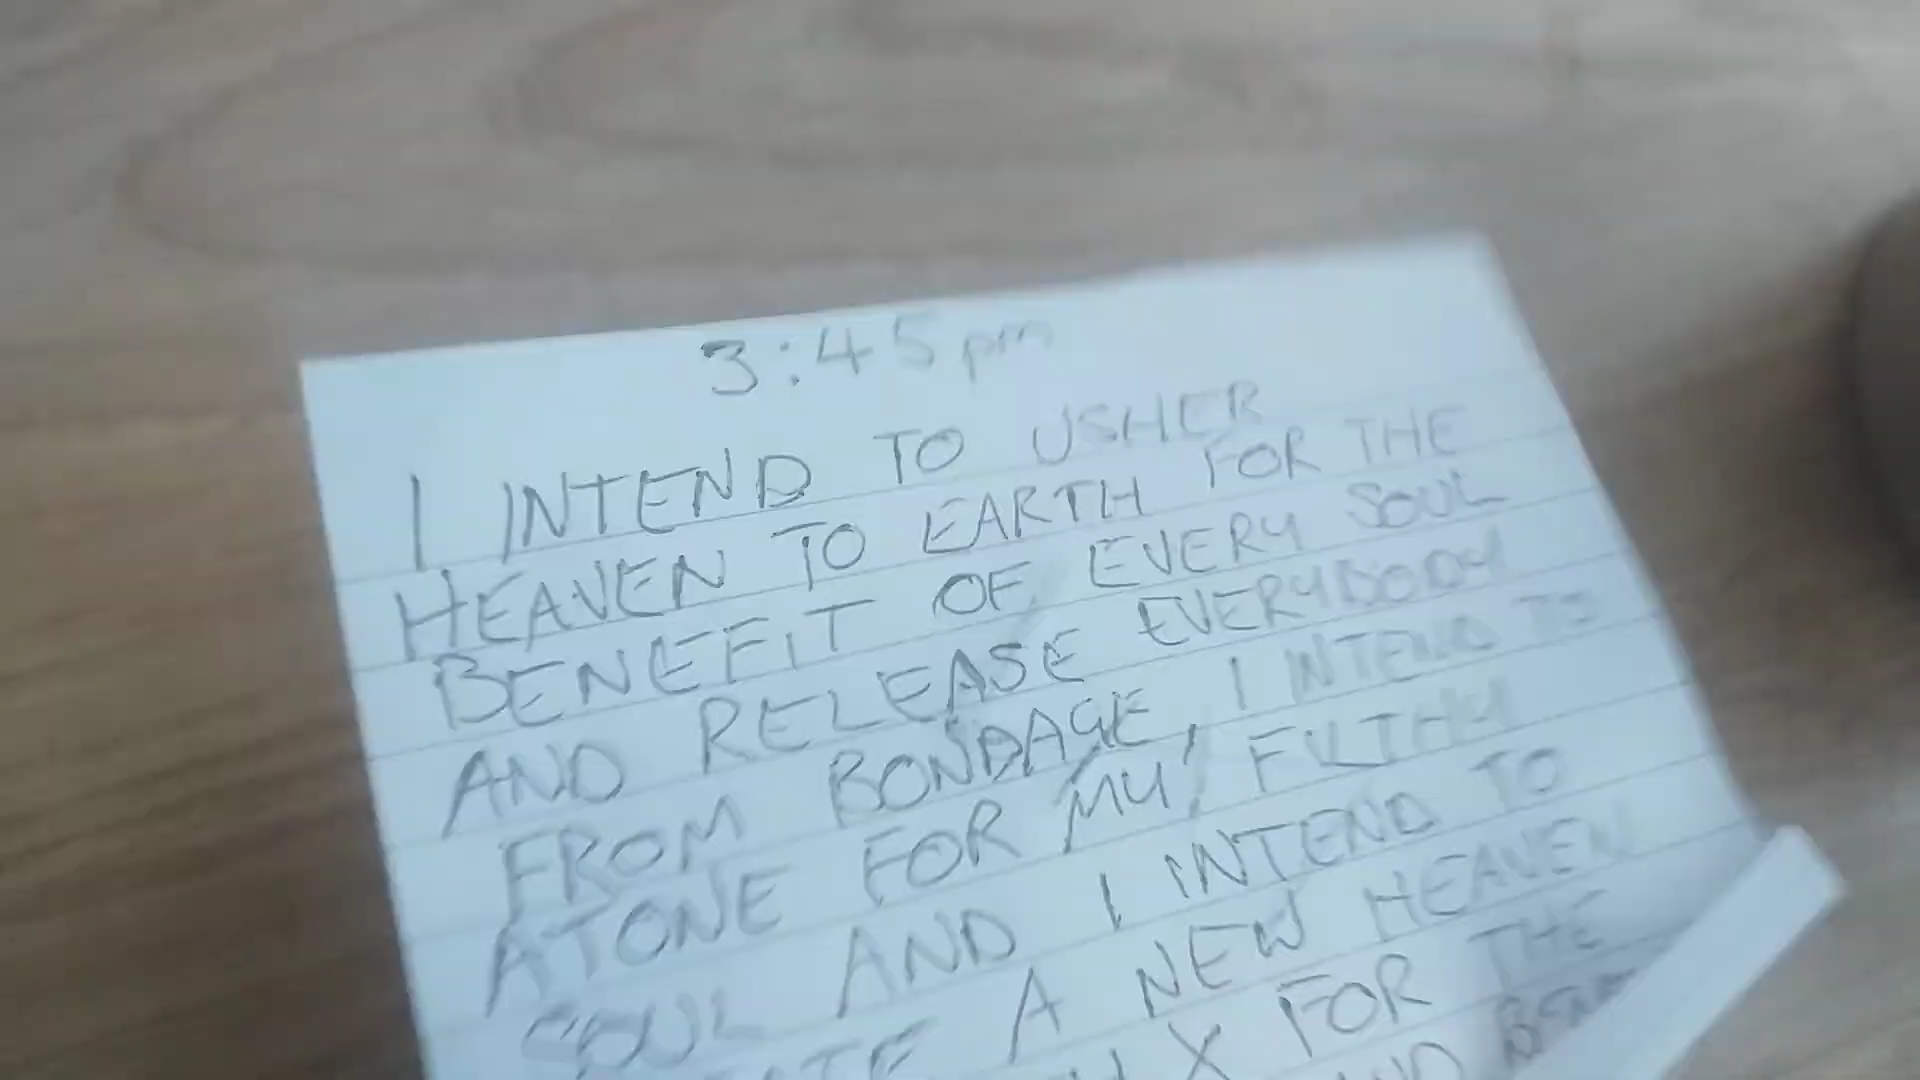 3:45pm
I INTEND TO USHER
HEAVEN TO EARTH FOR THE
BENEFIT OF EVERY SOUL
AND RELEASE EVERYBODY
FROM BONDAGE, I INTEND TO
ATONE FOR MY, FILTHY
SOUL AND I INTEND TO
A NEW HEAVEN
X FOR THE